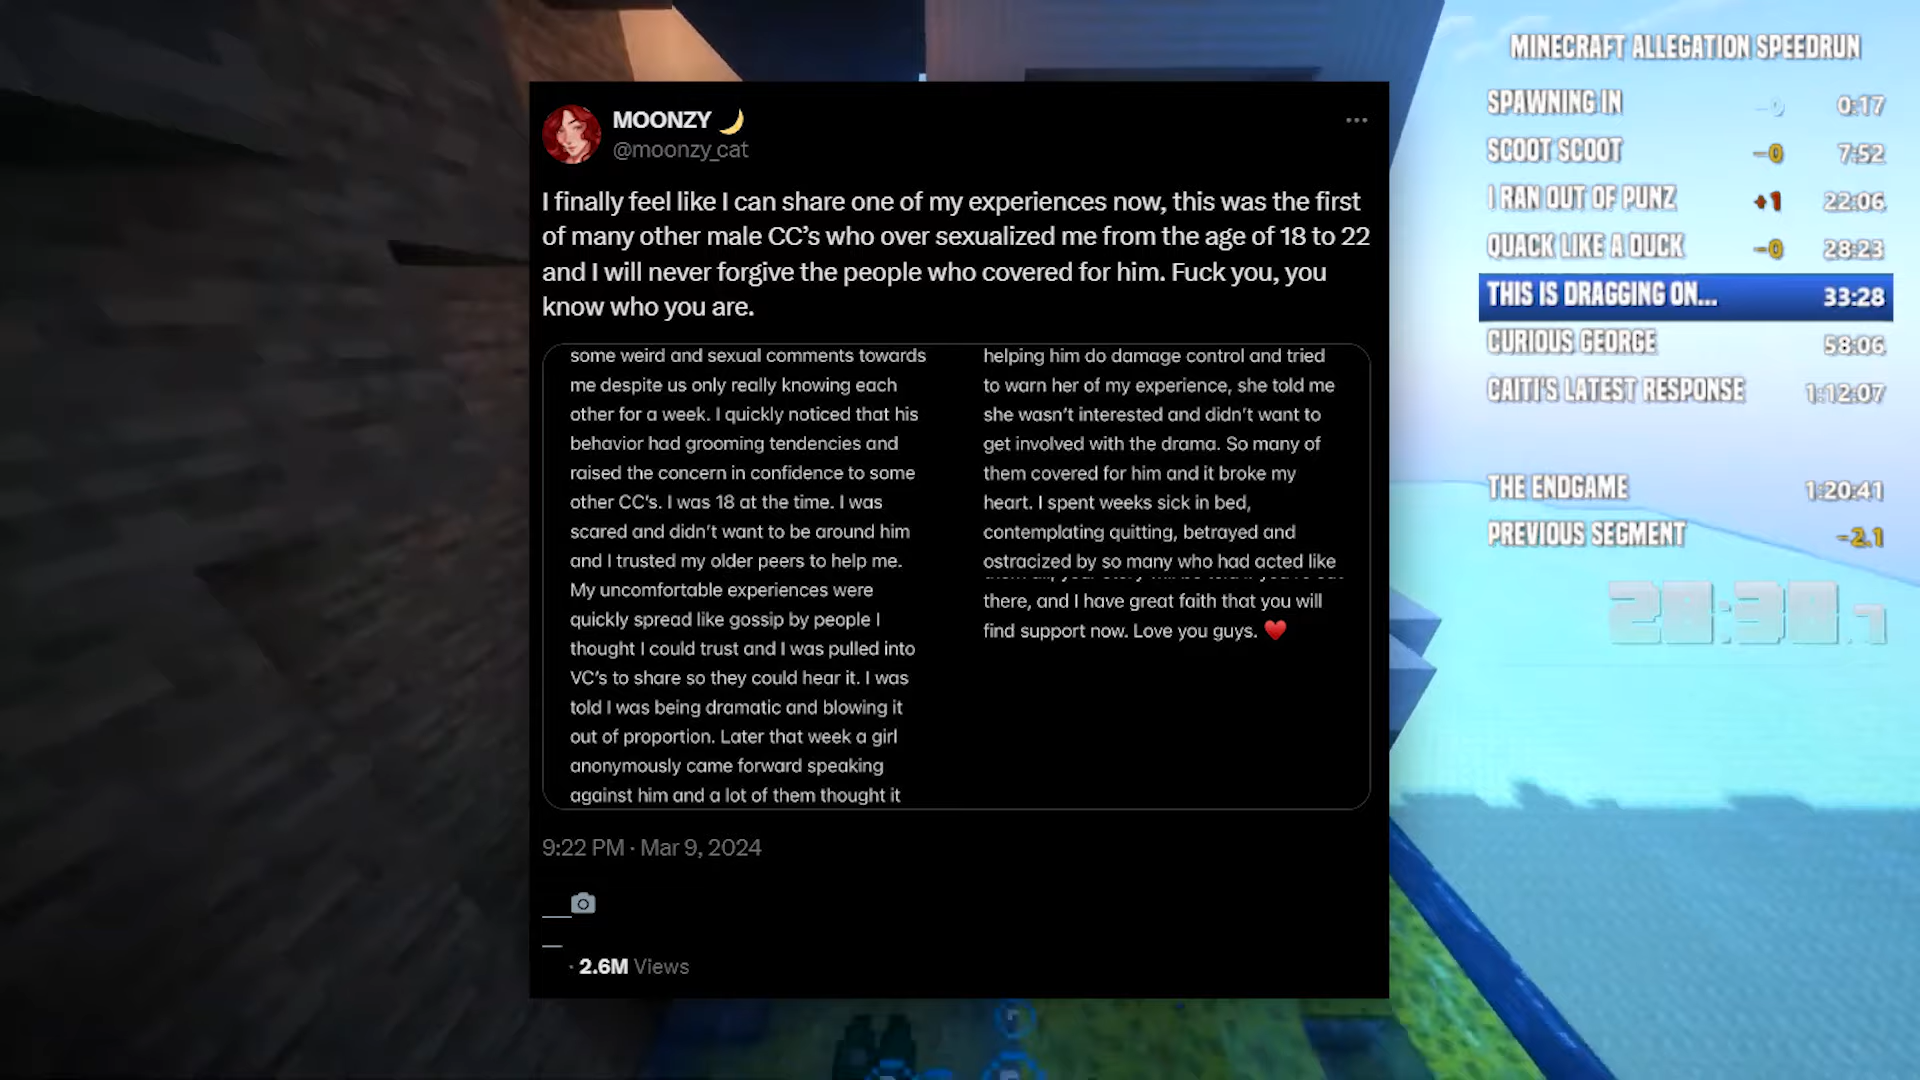 MOONZY 🌙
@moonzy_cat
I finally feel like I can share one of my experiences now, this was the first
of many other male CC’s who over sexualized me from the age of 18 to 22
and I will never forgive the people who covered for him. Fuck you, you
know who you are.
some weird and sexual comments towards
me despite us only really knowing each
other for a week. I quickly noticed that his
behavior had grooming tendencies and
raised the concern in confidence to some
other CC’s. I was 18 at the time. I was
scared and didn’t want to be around him
and I trusted my older peers to help me.
My uncomfortable experiences were
quickly spread like gossip by people I
thought I could trust and I was pulled into
VC’s to share so they could hear it. I was
told I was being dramatic and blowing it
out of proportion. Later that week a girl
anonymously came forward speaking
against him and a lot of them thought it
helping him do damage control and tried
to warn her of my experience, she told me
she wasn’t interested and didn’t want to
get involved with the drama. So many of
them covered for him and it broke my
heart. I spent weeks sick in bed,
contemplating quitting, betrayed and
ostracized by so many who had acted like
there, and I have great faith that you will
find support now. Love you guys. ❤️
9:22 PM · Mar 9, 2024
· 2.6M Views
MINECRAFT ALLEGATION SPEEDRUN
SPAWNING IN -0 0:17
SCOOT SCOOT -0 7:52
I RAN OUT OF PUNZ +1 22:06
QUACK LIKE A DUCK -0 28:23
THIS IS DRAGGING ON... 33:28
CURIOUS GEORGE 58:06
CAITI'S LATEST RESPONSE 1:12:07
THE ENDGAME 1:20:41
PREVIOUS SEGMENT -2.1
28:30.7